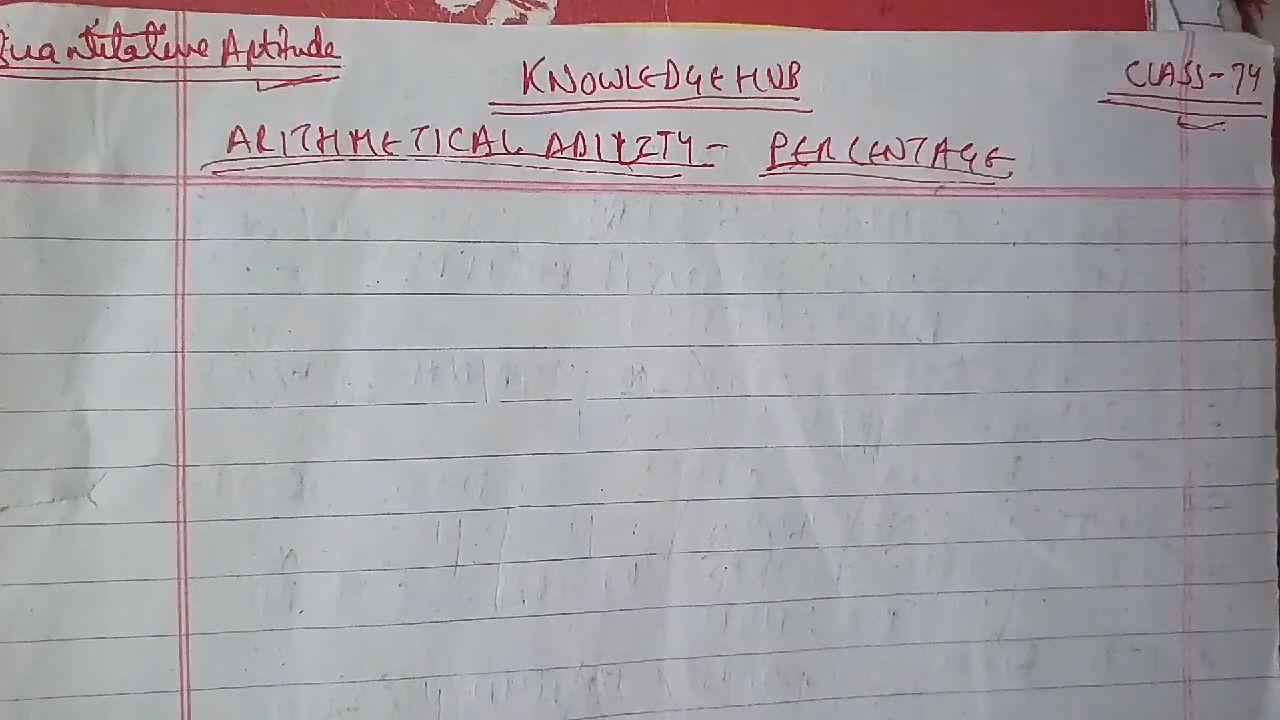 Quantitative Aptitude
KNOWLEDGE HUB
CLASS-74
ARITHMETICAL ABILITY - PERCENTAGE